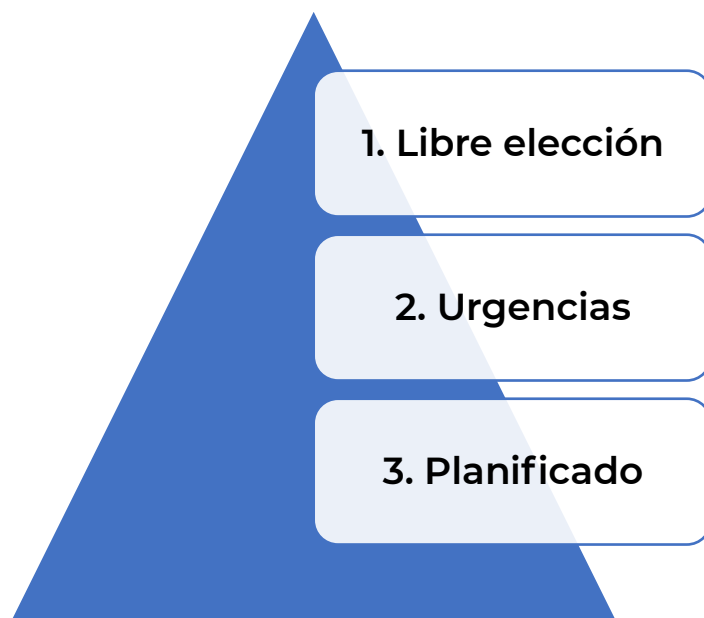 1. Libre elección
2. Urgencias
3. Planificado